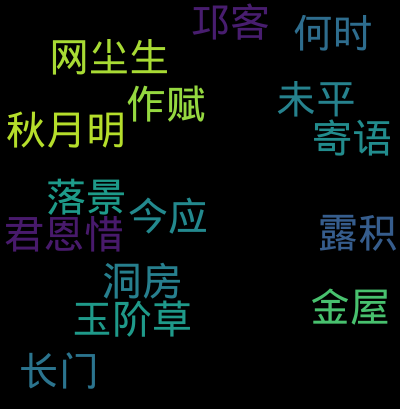 邛客
何时
网尘生
作赋
未平
秋月明
寄语
落景
今应
君恩惜
露积
洞房
玉阶草
金屋
长门